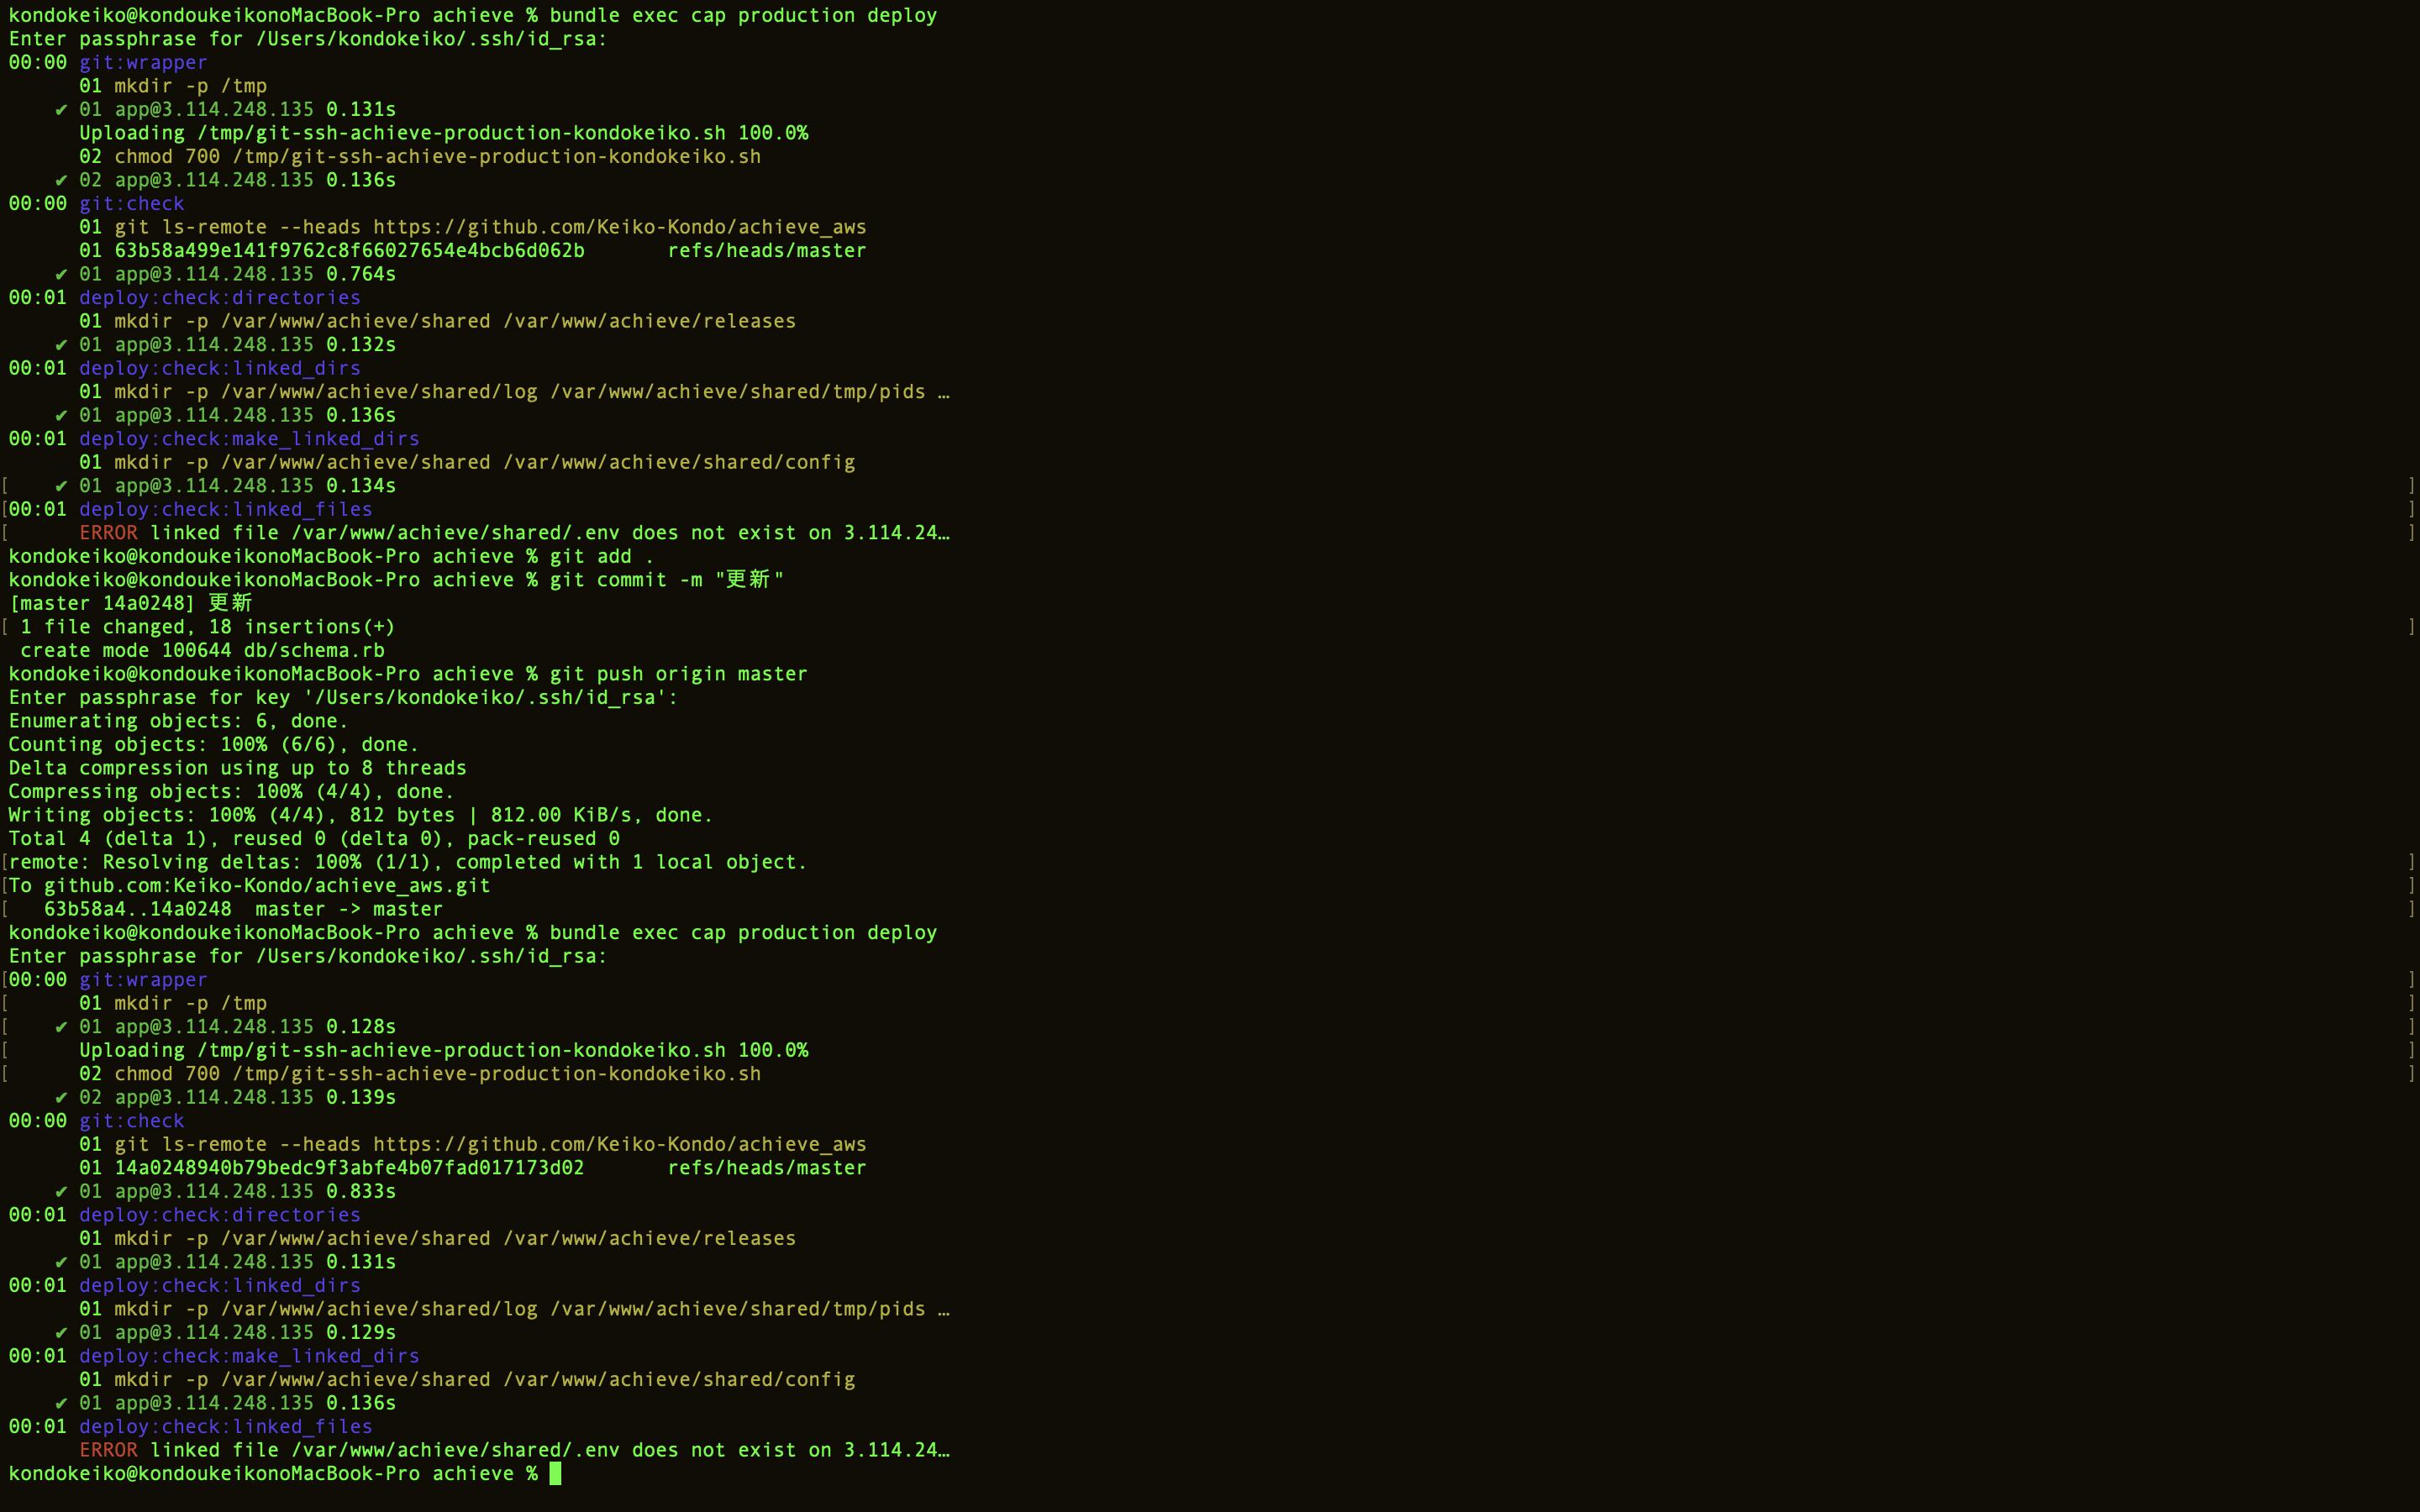 kondokeiko@kondoukeikonoMacBook-Pro achieve % bundle exec cap production deploy
Enter passphrase for /Users/kondokeiko/.ssh/id_rsa:
00:00 git:wrapper
01 mkdir -p /tmp
✔ 01 app@3.114.248.135 0.131s
Uploading /tmp/git-ssh-achieve-production-kondokeiko.sh 100.0%
02 chmod 700 /tmp/git-ssh-achieve-production-kondokeiko.sh
✔ 02 app@3.114.248.135 0.136s
00:00 git:check
01 git ls-remote --heads https://github.com/Keiko-Kondo/achieve_aws
01 63b58a499e141f9762c8f66027654e4bcb6d062b refs/heads/master
✔ 01 app@3.114.248.135 0.764s
00:01 deploy:check:directories
01 mkdir -p /var/www/achieve/shared /var/www/achieve/releases
✔ 01 app@3.114.248.135 0.132s
00:01 deploy:check:linked_dirs
01 mkdir -p /var/www/achieve/shared/log /var/www/achieve/shared/tmp/pids …
✔ 01 app@3.114.248.135 0.136s
00:01 deploy:check:make_linked_dirs
01 mkdir -p /var/www/achieve/shared /var/www/achieve/shared/config
[ ✔ 01 app@3.114.248.135 0.134s ]
[00:01 deploy:check:linked_files ]
[ ERROR linked file /var/www/achieve/shared/.env does not exist on 3.114.24… ]
kondokeiko@kondoukeikonoMacBook-Pro achieve % git add .
kondokeiko@kondoukeikonoMacBook-Pro achieve % git commit -m "更新"
[master 14a0248] 更新
[ 1 file changed, 18 insertions(+) ]
create mode 100644 db/schema.rb
kondokeiko@kondoukeikonoMacBook-Pro achieve % git push origin master
Enter passphrase for key '/Users/kondokeiko/.ssh/id_rsa':
Enumerating objects: 6, done.
Counting objects: 100% (6/6), done.
Delta compression using up to 8 threads
Compressing objects: 100% (4/4), done.
Writing objects: 100% (4/4), 812 bytes | 812.00 KiB/s, done.
Total 4 (delta 1), reused 0 (delta 0), pack-reused 0
[remote: Resolving deltas: 100% (1/1), completed with 1 local object. ]
[To github.com:Keiko-Kondo/achieve_aws.git ]
[ 63b58a4..14a0248 master -> master ]
kondokeiko@kondoukeikonoMacBook-Pro achieve % bundle exec cap production deploy
Enter passphrase for /Users/kondokeiko/.ssh/id_rsa:
[00:00 git:wrapper ]
[ 01 mkdir -p /tmp ]
[ ✔ 01 app@3.114.248.135 0.128s ]
[ Uploading /tmp/git-ssh-achieve-production-kondokeiko.sh 100.0% ]
[ 02 chmod 700 /tmp/git-ssh-achieve-production-kondokeiko.sh ]
✔ 02 app@3.114.248.135 0.139s
00:00 git:check
01 git ls-remote --heads https://github.com/Keiko-Kondo/achieve_aws
01 14a0248940b79bedc9f3abfe4b07fad017173d02 refs/heads/master
✔ 01 app@3.114.248.135 0.833s
00:01 deploy:check:directories
01 mkdir -p /var/www/achieve/shared /var/www/achieve/releases
✔ 01 app@3.114.248.135 0.131s
00:01 deploy:check:linked_dirs
01 mkdir -p /var/www/achieve/shared/log /var/www/achieve/shared/tmp/pids …
✔ 01 app@3.114.248.135 0.129s
00:01 deploy:check:make_linked_dirs
01 mkdir -p /var/www/achieve/shared /var/www/achieve/shared/config
✔ 01 app@3.114.248.135 0.136s
00:01 deploy:check:linked_files
ERROR linked file /var/www/achieve/shared/.env does not exist on 3.114.24…
kondokeiko@kondoukeikonoMacBook-Pro achieve %